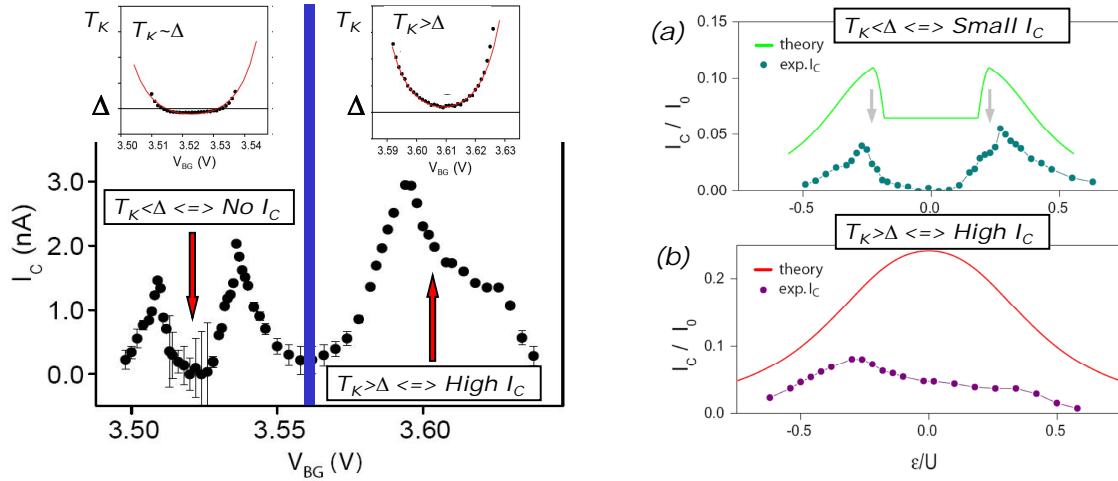 T_K
T_K~Δ
Δ
3.50 3.51 3.52 3.53 3.54
V_BG (V)
T_K>Δ
3.59 3.60 3.61 3.62 3.63
V_BG (V)
T_K<Δ <=> No I_C
T_K>Δ <=> High I_C
I_C (nA)
3.0
2.0
1.0
0.0
3.50 3.55 3.60
V_BG (V)
(a)
T_K<Δ <=> Small I_C
theory
exp.I_C
I_C / I_0
0.15
0.10
0.05
0.00
-0.5 0.0 0.5
(b)
T_K>Δ <=> High I_C
theory
exp.I_C
I_C / I_0
0.2
0.1
0.0
-0.5 0.0 0.5
ε/U